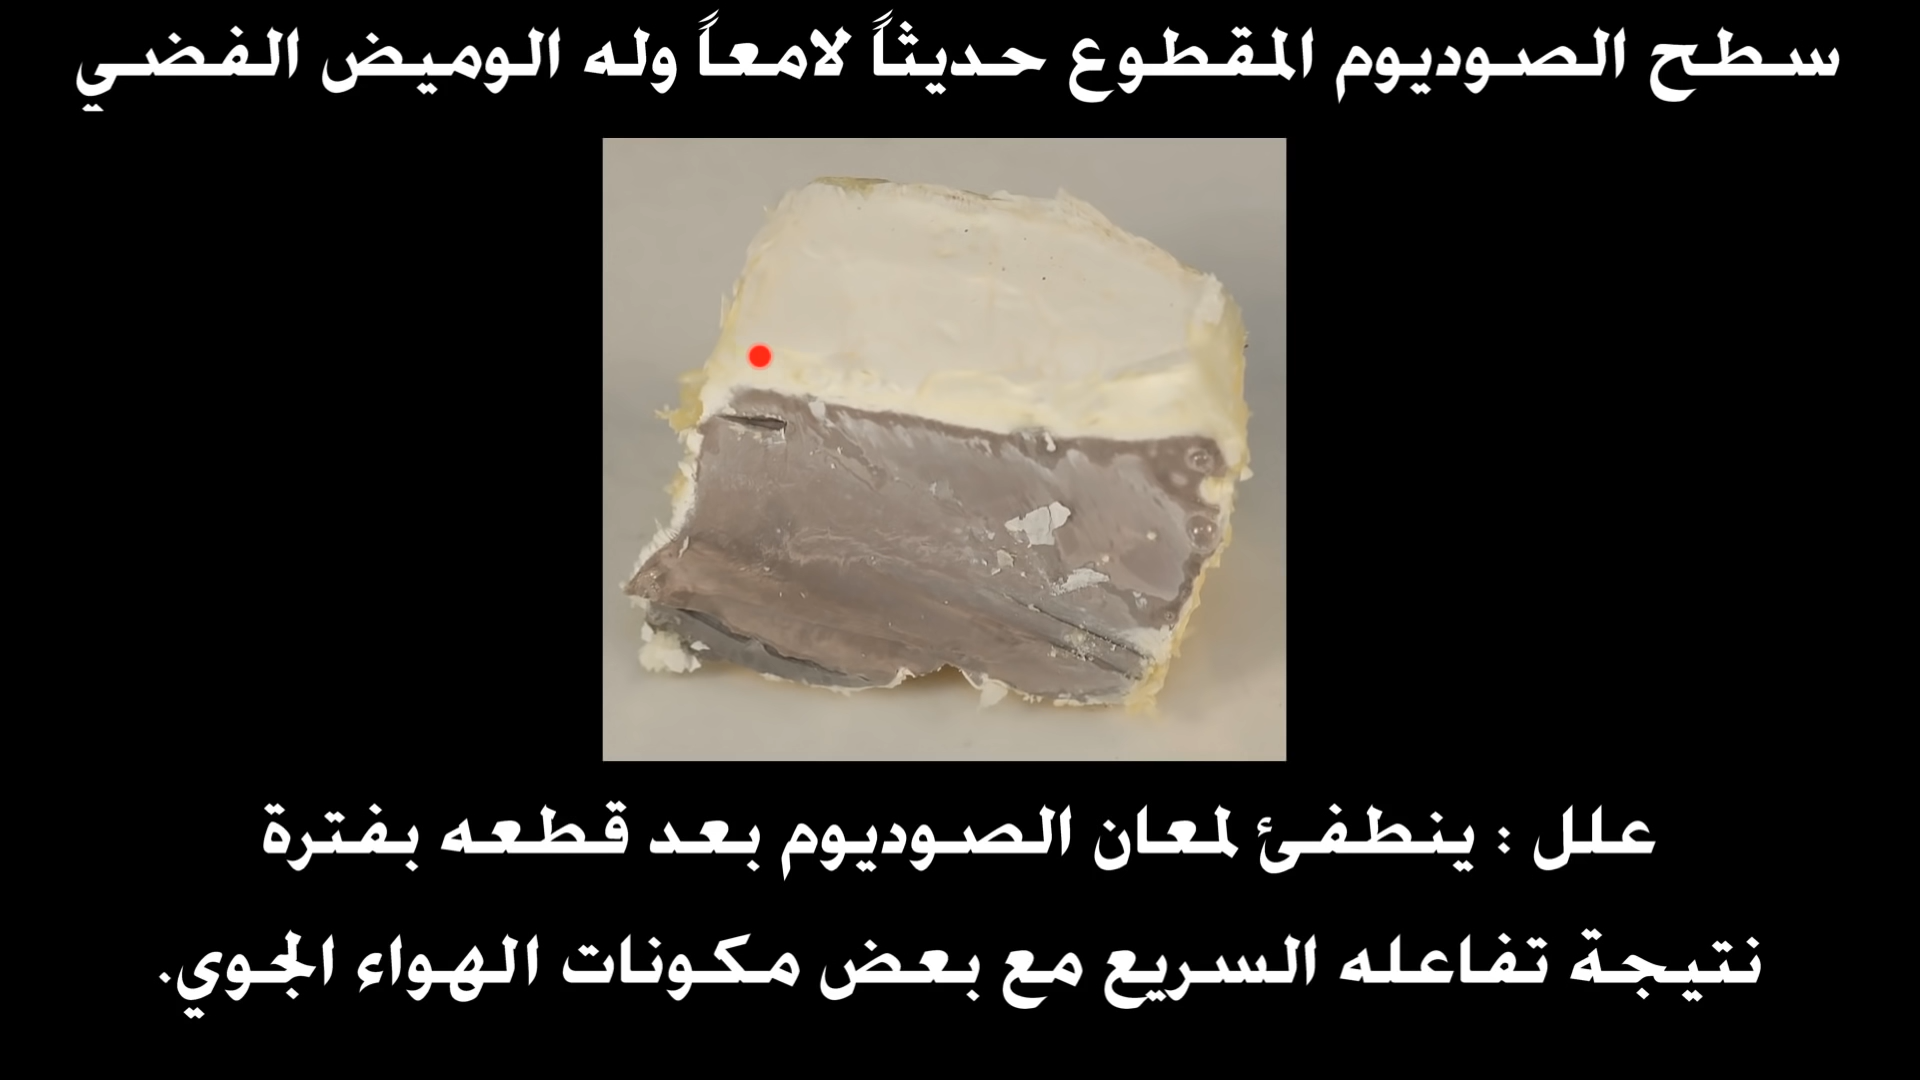 سطح الصوديوم المقطوع حديثاً لامعاً وله الوميض الفضي
علل : ينطفئ لمعان الصوديوم بعد قطعه بفترة
نتيجة تفاعله السريع مع بعض مكونات الهواء الجوي.